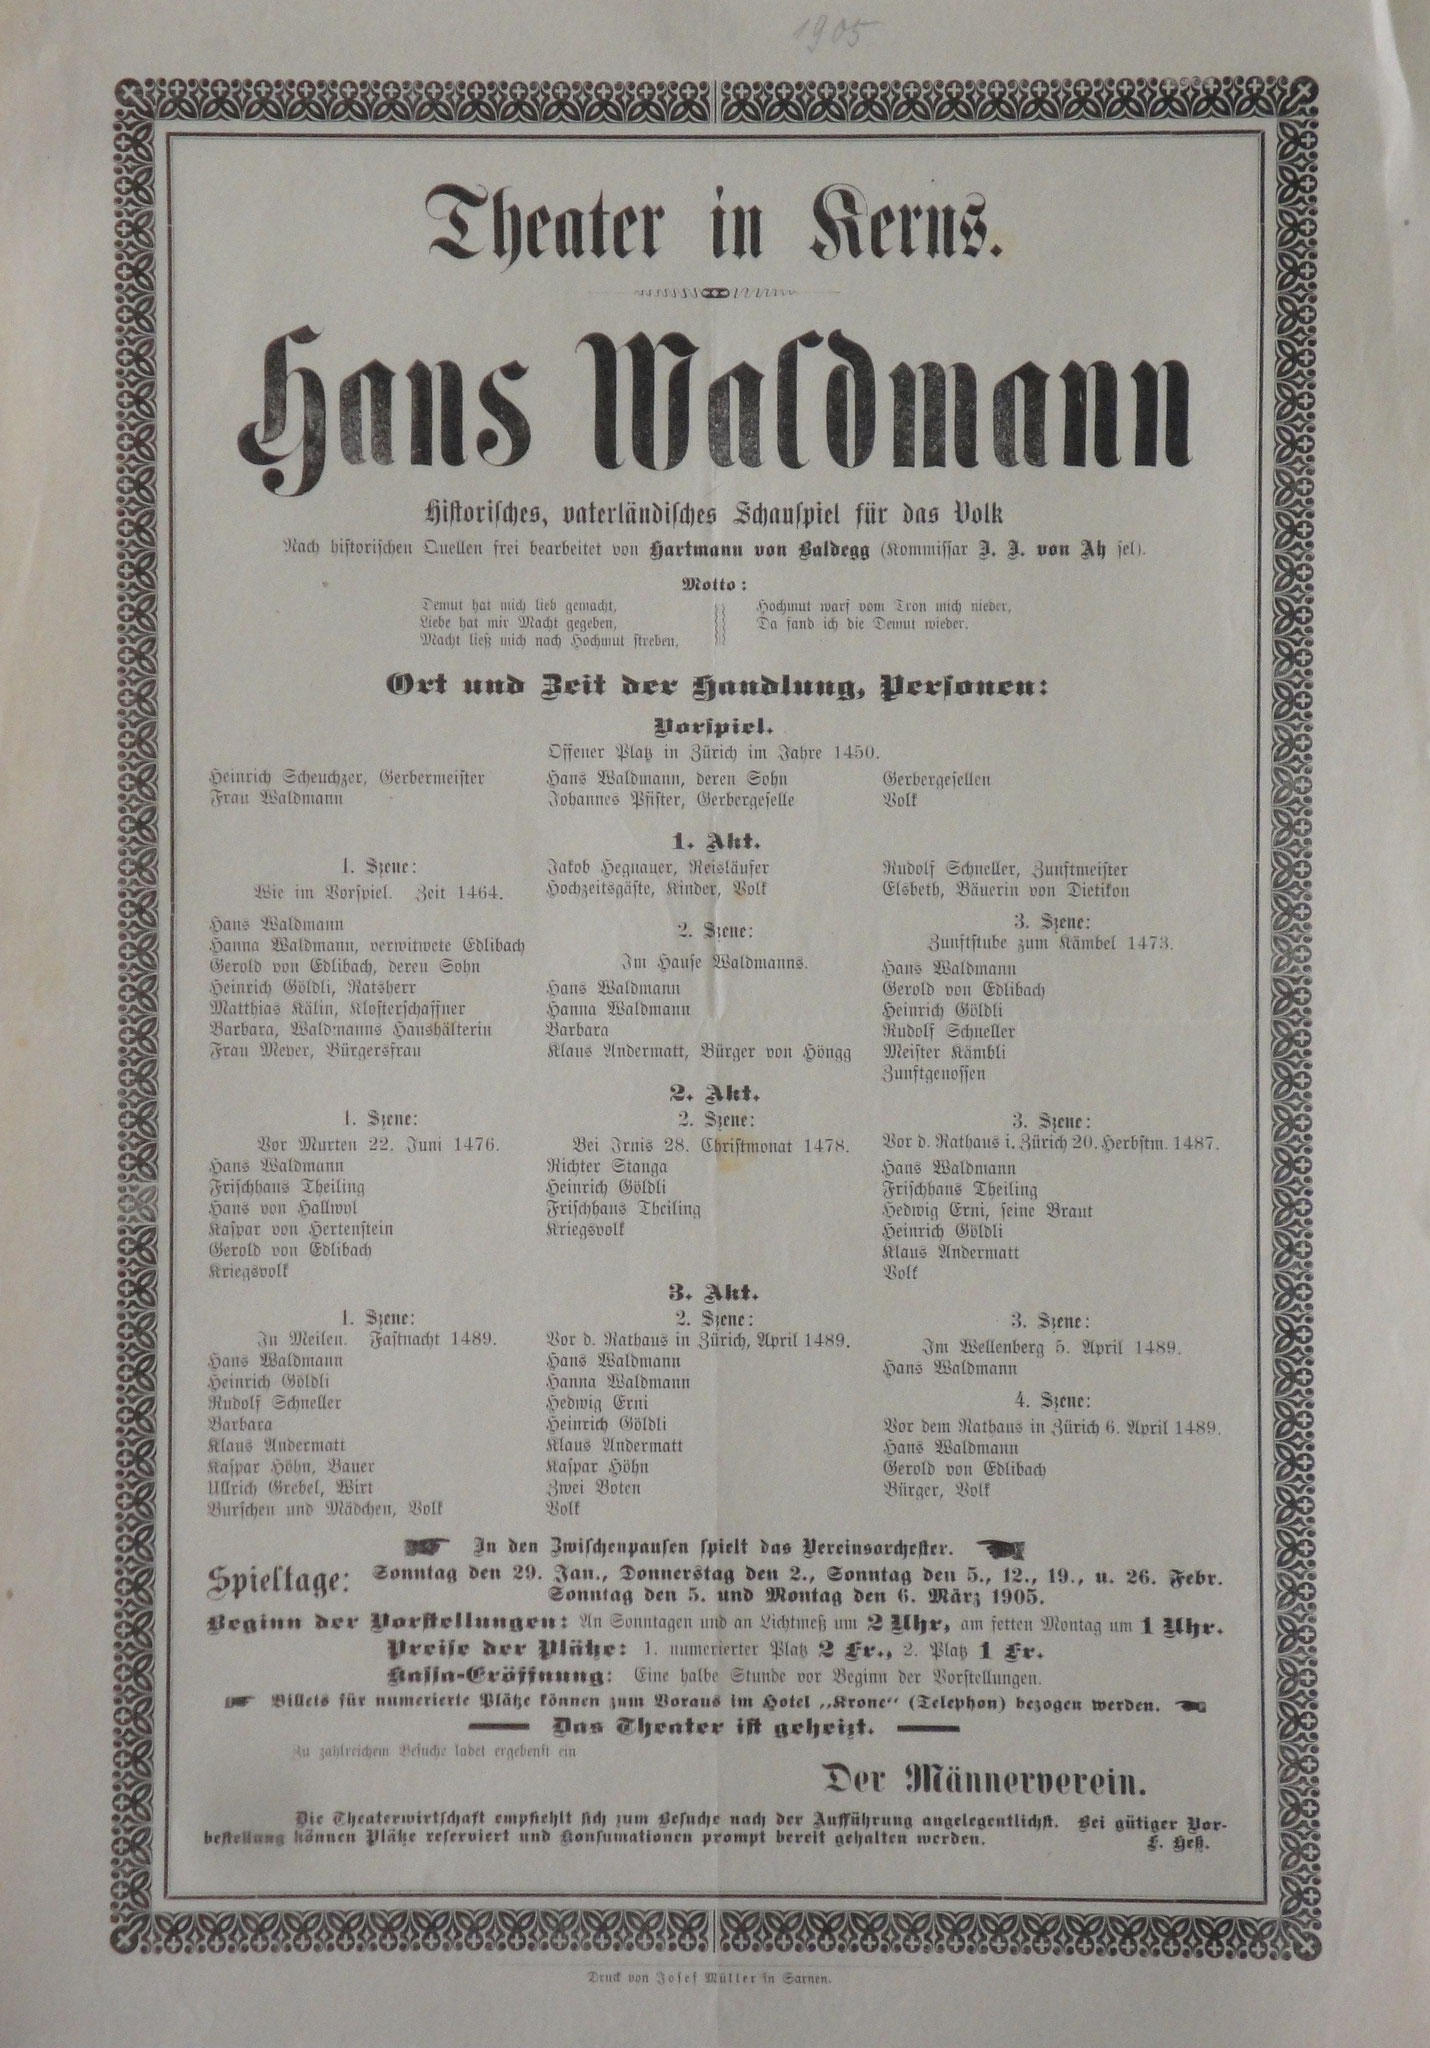 1905
Theater in Kerns.
Hans Waldmann
Historisches, vaterländisches Schauspiel für das Volk
Nach historischen Quellen frei bearbeitet von Hartmann von Baldegg (Kommissar J. J. von Ah sel).
Motto:
Demut hat mich lieb gemacht,
Liebe hat mir Macht gegeben,
Macht ließ mich nach Hochmut streben,
Hochmut warf vom Tron mich nieder,
Da fand ich die Demut wieder.
Ort und Zeit der Handlung, Personen:
Vorspiel.
Offener Platz in Zürich im Jahre 1450.
Heinrich Scheuchzer, Gerbermeister
Frau Waldmann
Hans Waldmann, deren Sohn
Johannes Pfister, Gerbergeselle
Gerbergesellen
Volk
1. Akt.
1. Szene:
Wie im Vorspiel. Zeit 1464.
Hans Waldmann
Hanna Waldmann, verwitwete Edlibach
Gerold von Edlibach, deren Sohn
Heinrich Göldli, Ratsherr
Matthias Kälin, Klosterschaffner
Barbara, Waldmanns Haushälterin
Frau Meyer, Bürgersfrau
Jakob Hegnauer, Reisläufer
Hochzeitsgäste, Kinder, Volk
2. Szene:
Im Hause Waldmanns.
Hans Waldmann
Hanna Waldmann
Barbara
Klaus Andermatt, Bürger von Höngg
Rudolf Schneller, Zunftmeister
Elsbeth, Bäuerin von Dietikon
3. Szene:
Zunftstube zum Kämbel 1473.
Hans Waldmann
Gerold von Edlibach
Heinrich Göldli
Rudolf Schneller
Meister Kämbli
Zunftgenossen
2. Akt.
1. Szene:
Vor Murten 22. Juni 1476.
Hans Waldmann
Frischhans Theiling
Hans von Hallwyl
Kaspar von Hertenstein
Gerold von Edlibach
Kriegsvolk
2. Szene:
Bei Irnis 28. Christmonat 1478.
Richter Stanga
Heinrich Göldli
Frischhans Theiling
Kriegsvolk
3. Szene:
Vor d. Rathaus i. Zürich 20. Herbstm. 1487.
Hans Waldmann
Frischhans Theiling
Hedwig Erni, seine Braut
Heinrich Göldli
Klaus Andermatt
Volk
3. Akt.
1. Szene:
In Meilen. Fastnacht 1489.
Hans Waldmann
Heinrich Göldli
Rudolf Schneller
Barbara
Klaus Andermatt
Kaspar Höhn, Bauer
Ullrich Grebel, Wirt
Burschen und Mädchen, Volk
2. Szene:
Vor d. Rathaus in Zürich, April 1489.
Hans Waldmann
Hanna Waldmann
Hedwig Erni
Heinrich Göldli
Klaus Andermatt
Kaspar Höhn
Zwei Boten
Volk
3. Szene:
Im Wellenberg 5. April 1489.
Hans Waldmann
4. Szene:
Vor dem Rathaus in Zürich 6. April 1489.
Hans Waldmann
Gerold von Edlibach
Bürger, Volk
In den Zwischenpausen spielt das Vereinsorchester.
Spieltage: Sonntag den 29. Jan., Donnerstag den 2., Sonntag den 5., 12., 19., u. 26. Febr.
Sonntag den 5. und Montag den 6. März 1905.
Beginn der Vorstellungen: An Sonntagen und an Lichtmeß um 2 Uhr, am fetten Montag um 1 Uhr.
Preise der Plätze: 1. numerierter Platz 2 Fr., 2. Platz 1 Fr.
Kassa-Eröffnung: Eine halbe Stunde vor Beginn der Vorstellungen.
Billets für numerierte Plätze können zum Voraus im Hotel „Krone“ (Telephon) bezogen werden.
Das Theater ist geheizt.
Zu zahlreichem Besuche ladet ergebenst ein
Der Männerverein.
Die Theaterwirtschaft empfiehlt sich zum Besuche nach der Aufführung angelegentlichst. Bei gütiger Vor-
bestellung können Plätze reserviert und Konsumationen prompt bereit gehalten werden.
F. Heß.
Druck von Josef Müller in Sarnen.